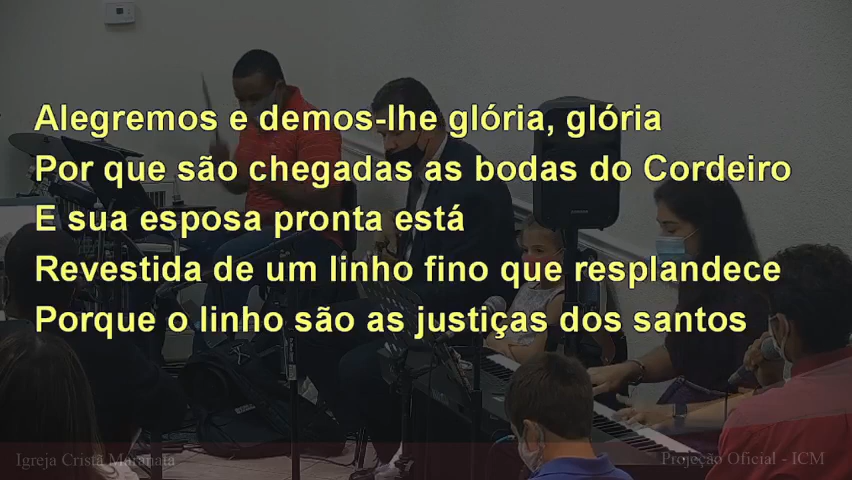 Alegremos e demos-lhe glória, glória
Por que são chegadas as bodas do Cordeiro
E sua esposa pronta está
Revestida de um linho fino que resplandece
Porque o linho são as justiças dos santos
Igreja Cristã Maranata
Projeção Oficial - ICM